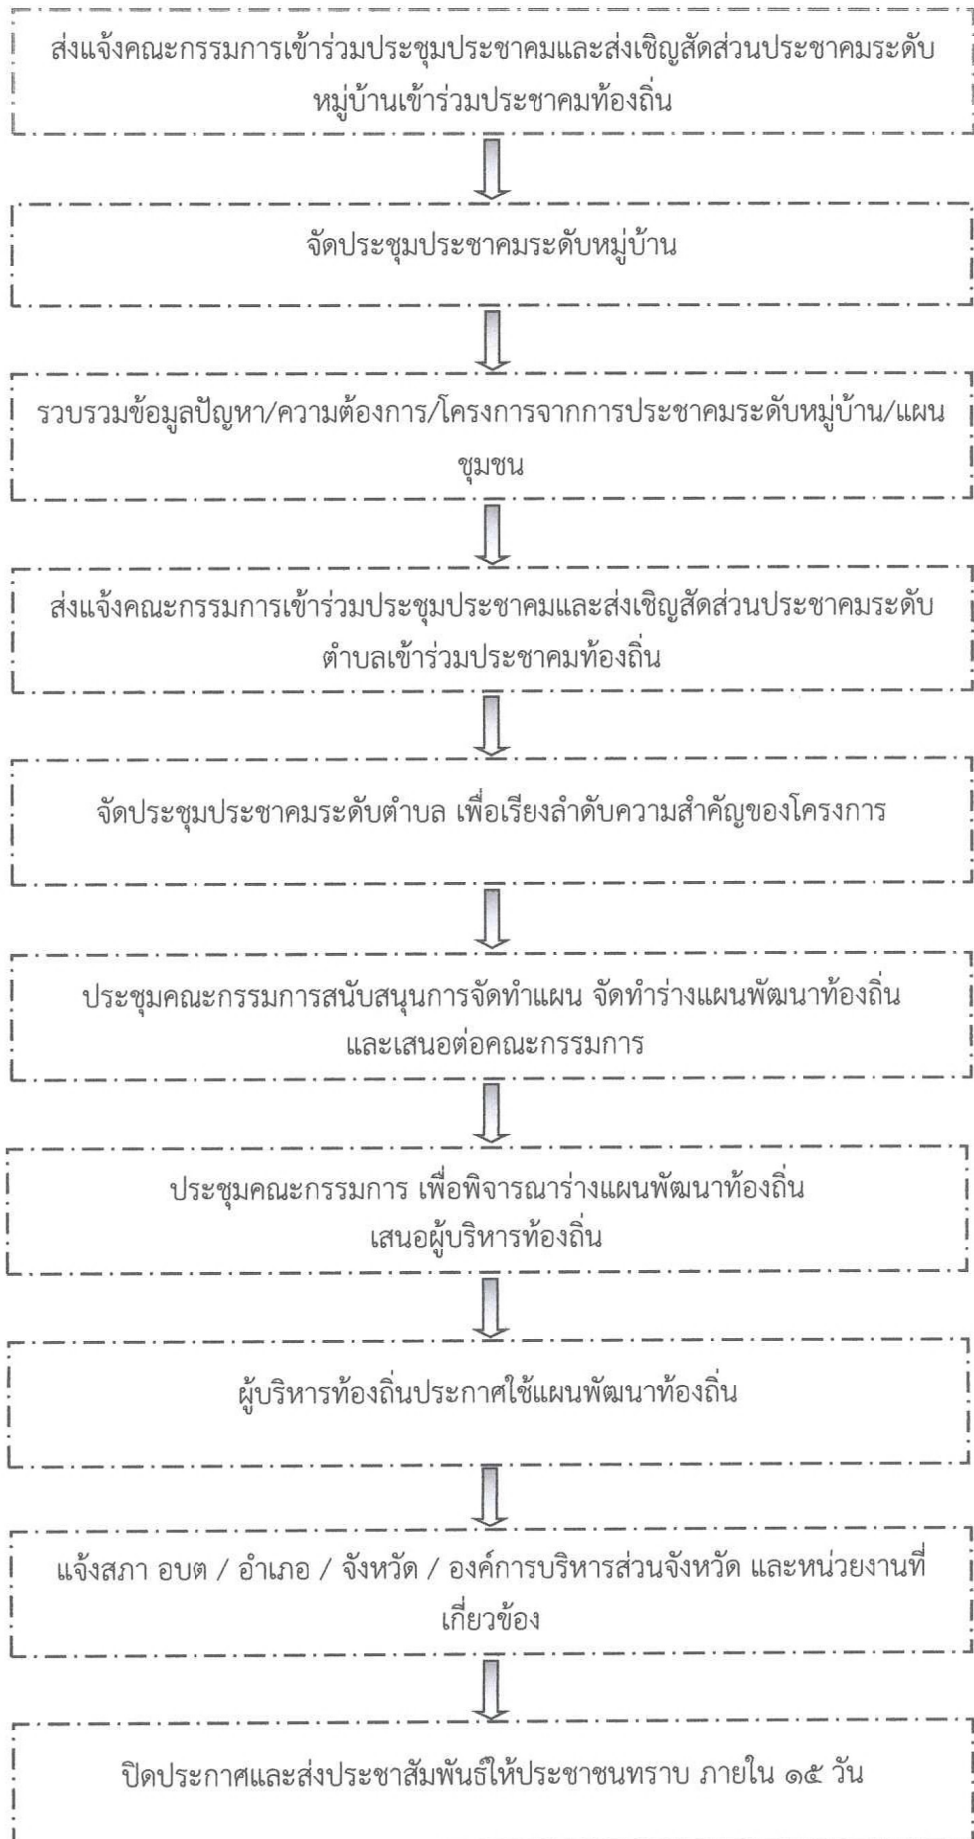 ส่งแจ้งคณะกรรมการเข้าร่วมประชุมประชาคมและส่งเชิญสัดส่วนประชาคมระดับ
หมู่บ้านเข้าร่วมประชาคมท้องถิ่น
จัดประชุมประชาคมระดับหมู่บ้าน
รวบรวมข้อมูลปัญหา/ความต้องการ/โครงการจากการประชาคมระดับหมู่บ้าน/แผน
ชุมชน
ส่งแจ้งคณะกรรมการเข้าร่วมประชุมประชาคมและส่งเชิญสัดส่วนประชาคมระดับ
ตำบลเข้าร่วมประชาคมท้องถิ่น
จัดประชุมประชาคมระดับตำบล เพื่อเรียงลำดับความสำคัญของโครงการ
ประชุมคณะกรรมการสนับสนุนการจัดทำแผน จัดทำร่างแผนพัฒนาท้องถิ่น
และเสนอต่อคณะกรรมการ
ประชุมคณะกรรมการ เพื่อพิจารณาร่างแผนพัฒนาท้องถิ่น
เสนอผู้บริหารท้องถิ่น
ผู้บริหารท้องถิ่นประกาศใช้แผนพัฒนาท้องถิ่น
แจ้งสภา อบต / อำเภอ / จังหวัด / องค์การบริหารส่วนจังหวัด และหน่วยงานที่
เกี่ยวข้อง
ปิดประกาศและส่งประชาสัมพันธ์ให้ประชาชนทราบ ภายใน ๑๕ วัน